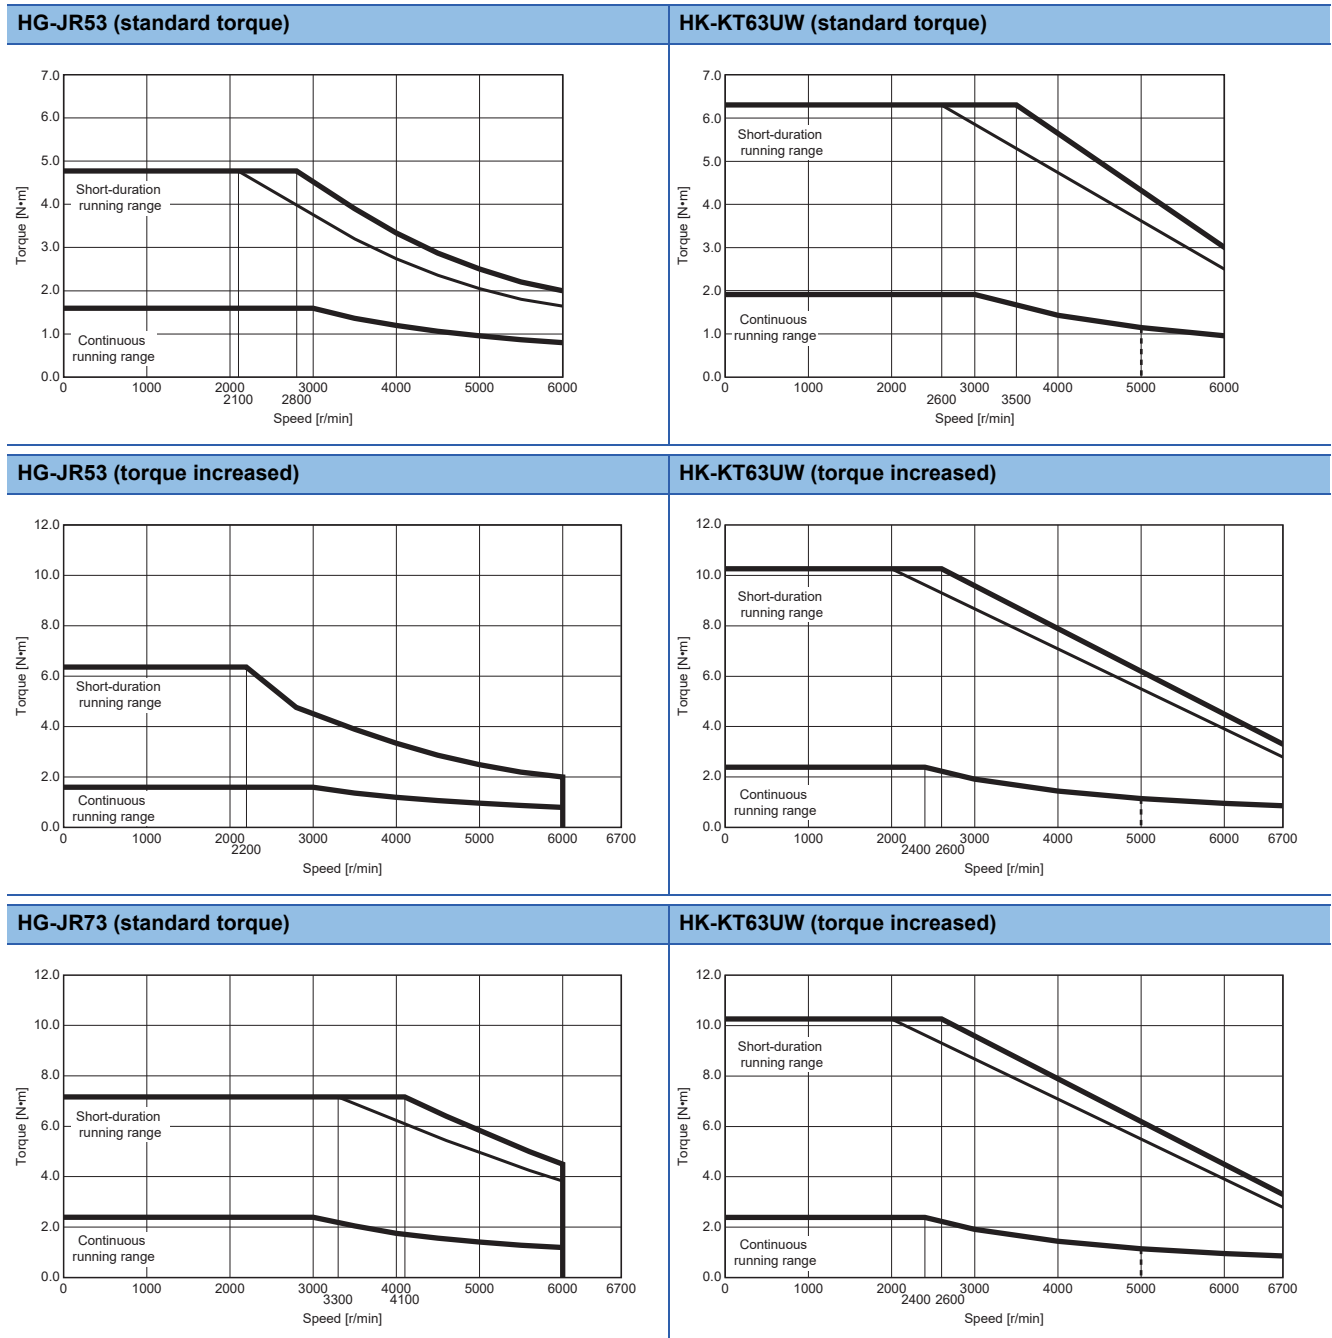 HG-JR53 (standard torque)
HK-KT63UW (standard torque)
7.0
6.0
5.0
4.0
3.0
2.0
1.0
0.0
Torque [N•m]
Short-duration
running range
Continuous
running range
0 1000 2000 3000 4000 5000 6000
2100 2800
Speed [r/min]
7.0
6.0
5.0
4.0
3.0
2.0
1.0
0.0
Torque [N•m]
Short-duration
running range
Continuous
running range
0 1000 2000 3000 4000 5000 6000
2600 3500
Speed [r/min]
HG-JR53 (torque increased)
HK-KT63UW (torque increased)
12.0
10.0
8.0
6.0
4.0
2.0
0.0
Torque [N•m]
Short-duration
running range
Continuous
running range
0 1000 2000 3000 4000 5000 6000 6700
2200
Speed [r/min]
12.0
10.0
8.0
6.0
4.0
2.0
0.0
Torque [N•m]
Short-duration
running range
Continuous
running range
0 1000 2000 3000 4000 5000 6000 6700
2400 2600
Speed [r/min]
HG-JR73 (standard torque)
HK-KT63UW (torque increased)
12.0
10.0
8.0
6.0
4.0
2.0
0.0
Torque [N•m]
Short-duration
running range
Continuous
running range
0 1000 2000 3000 4000 5000 6000 6700
3300 4100
Speed [r/min]
12.0
10.0
8.0
6.0
4.0
2.0
0.0
Torque [N•m]
Short-duration
running range
Continuous
running range
0 1000 2000 3000 4000 5000 6000 6700
2400 2600
Speed [r/min]